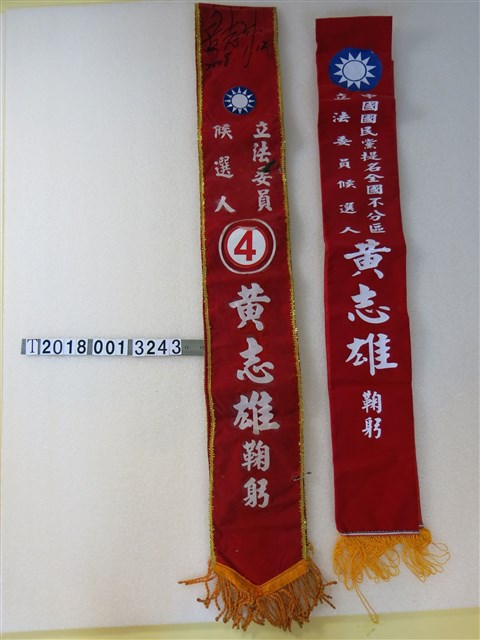 立法委員
候選人
4
黃志雄鞠躬
中國國民黨提名全國不分區
立法委員候選人
黃志雄
鞠躬
T2018 001 3243